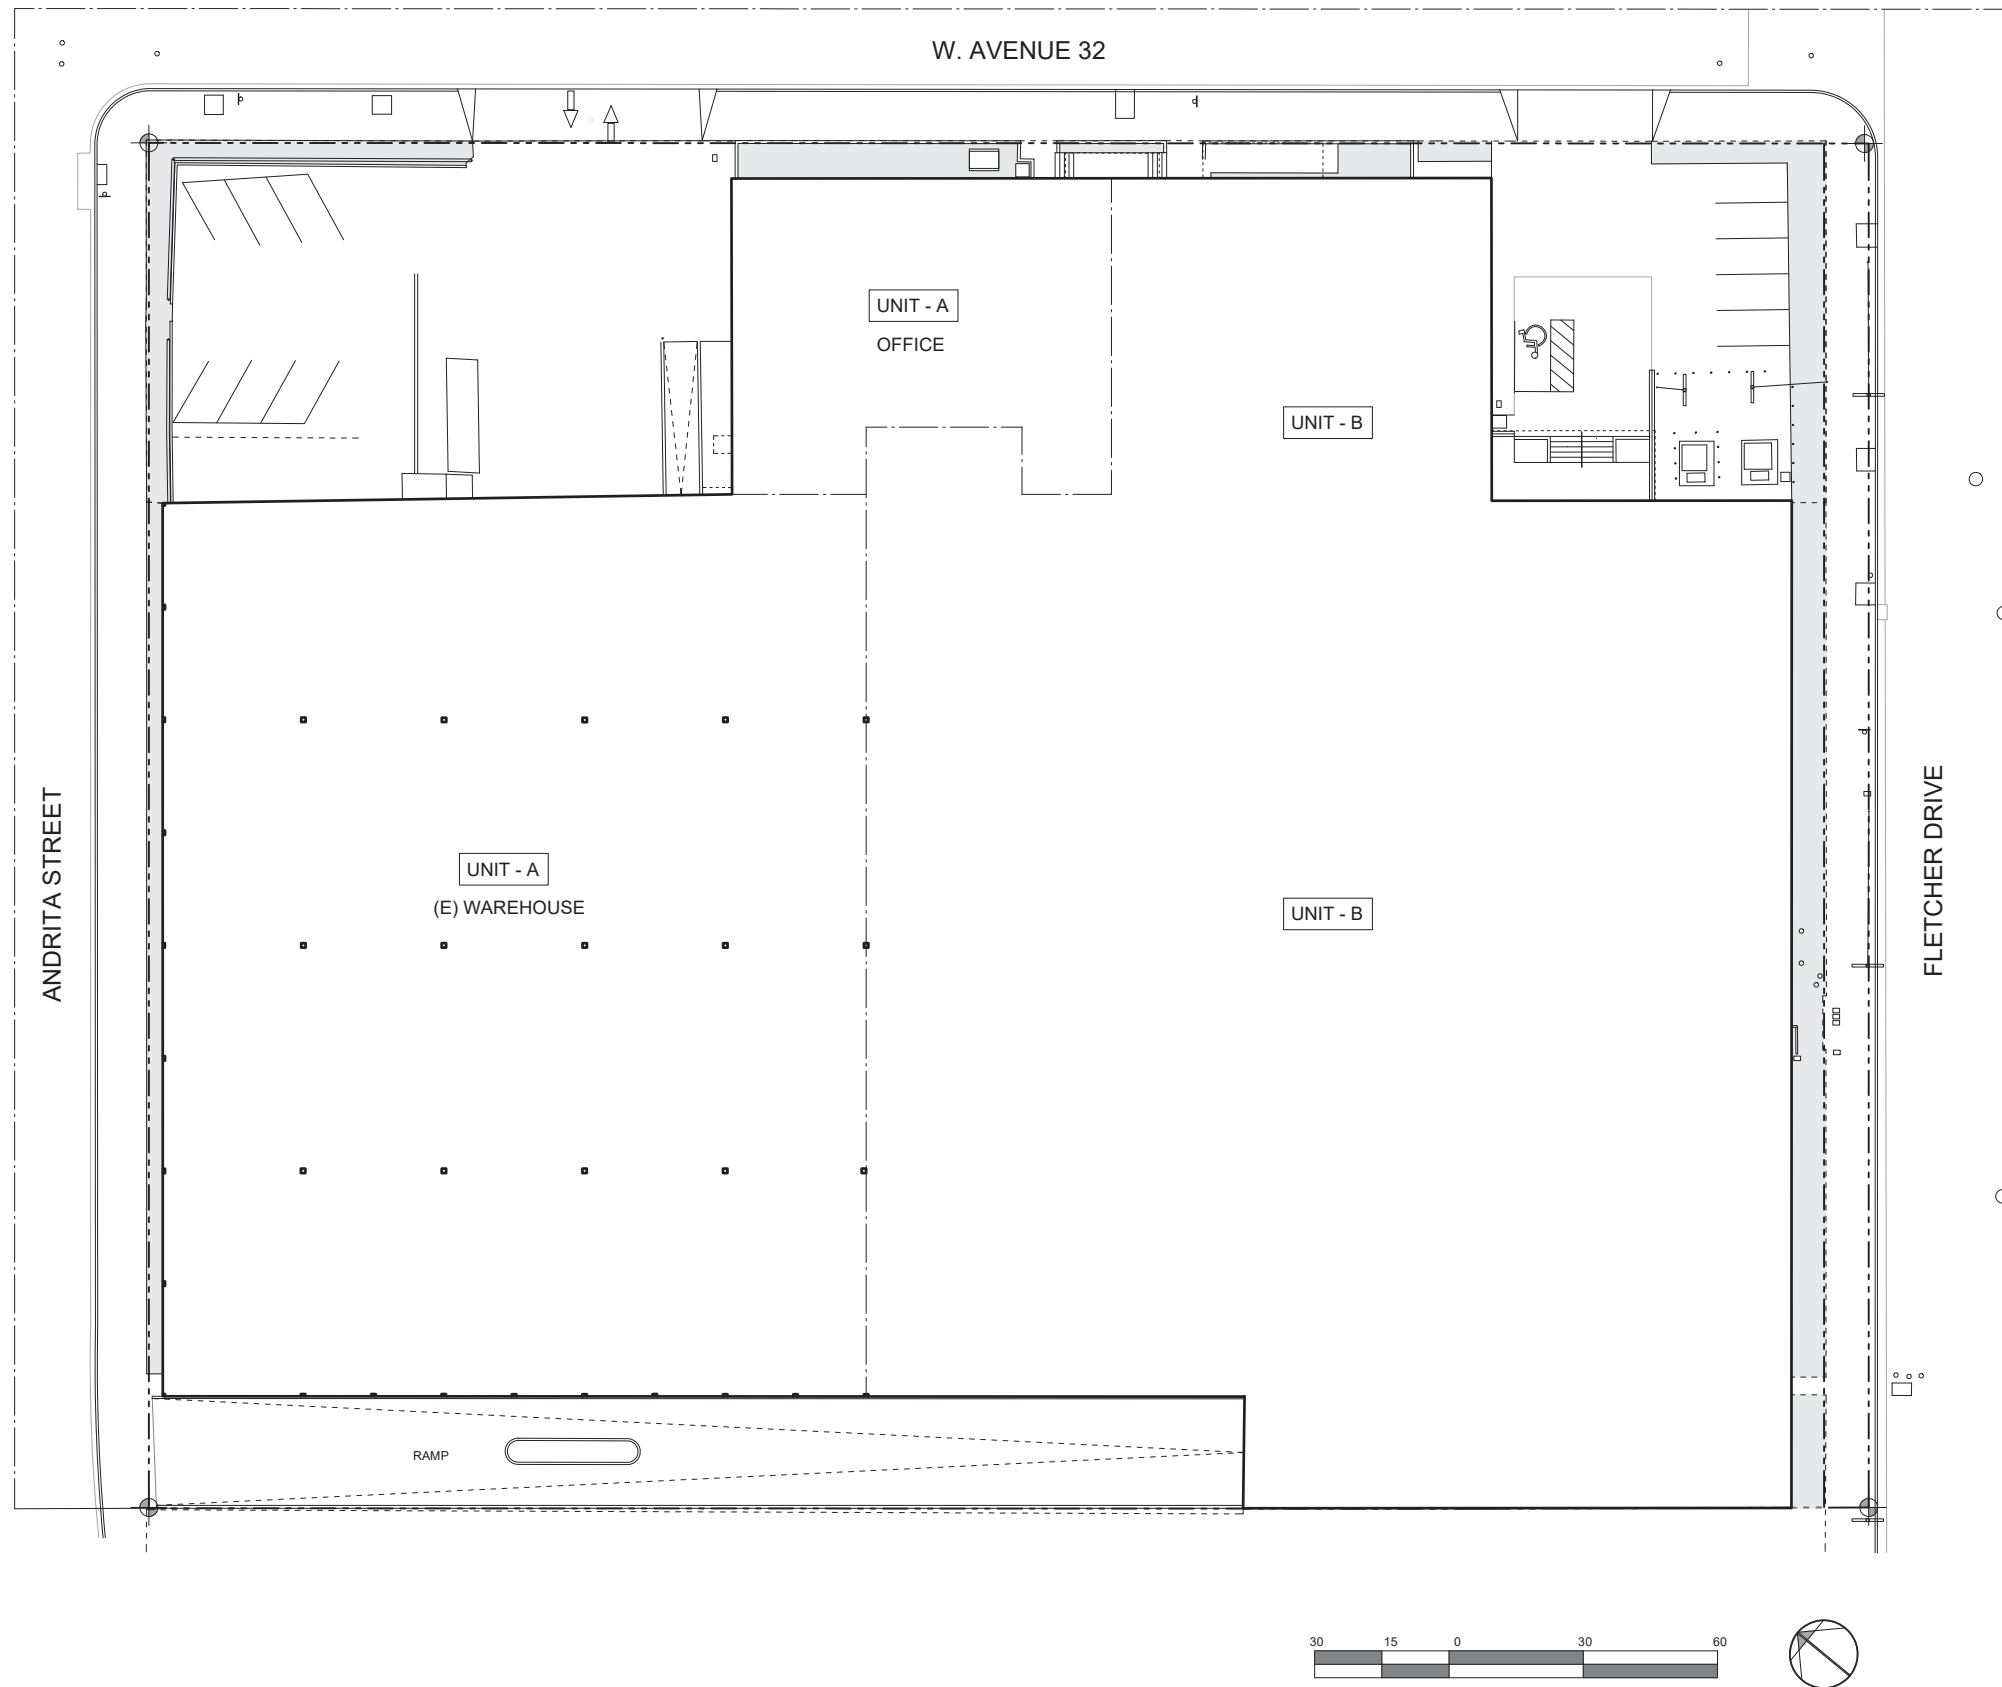 W. AVENUE 32
UNIT - A
OFFICE
UNIT - B
ANDRITA STREET
FLETCHER DRIVE
UNIT - A
(E) WAREHOUSE
UNIT - B
RAMP
30 15 0 30 60